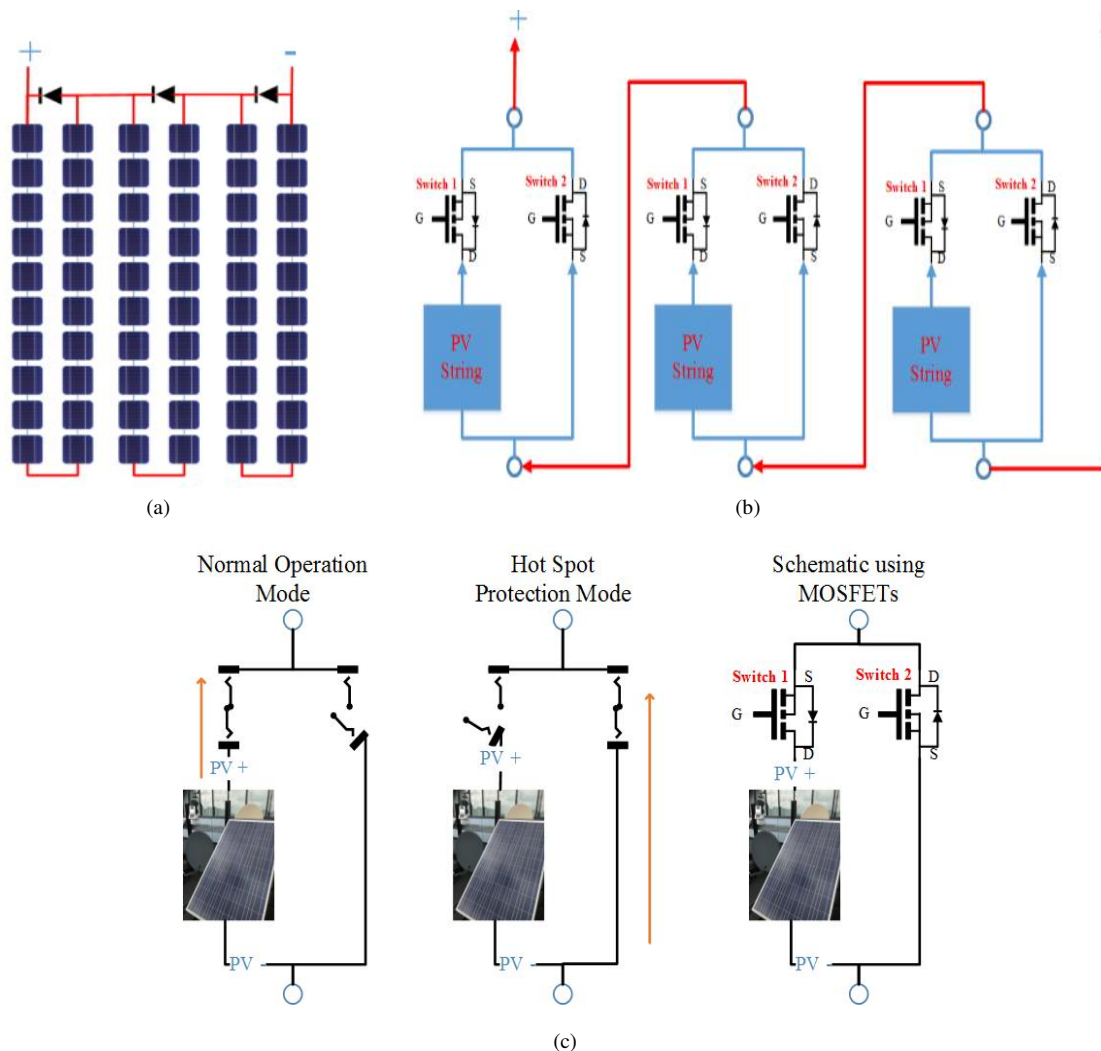 +
-
(a)
+
Switch 1
S
G
D
Switch 2
D
G
S
PV
String
Switch 1
S
G
D
Switch 2
D
G
S
PV
String
Switch 1
S
G
D
Switch 2
D
G
S
PV
String
(b)
Normal Operation
Mode
PV +
PV -
Hot Spot
Protection Mode
PV +
PV -
Schematic using
MOSFETs
Switch 1
S
G
D
Switch 2
D
G
S
PV +
PV -
(c)